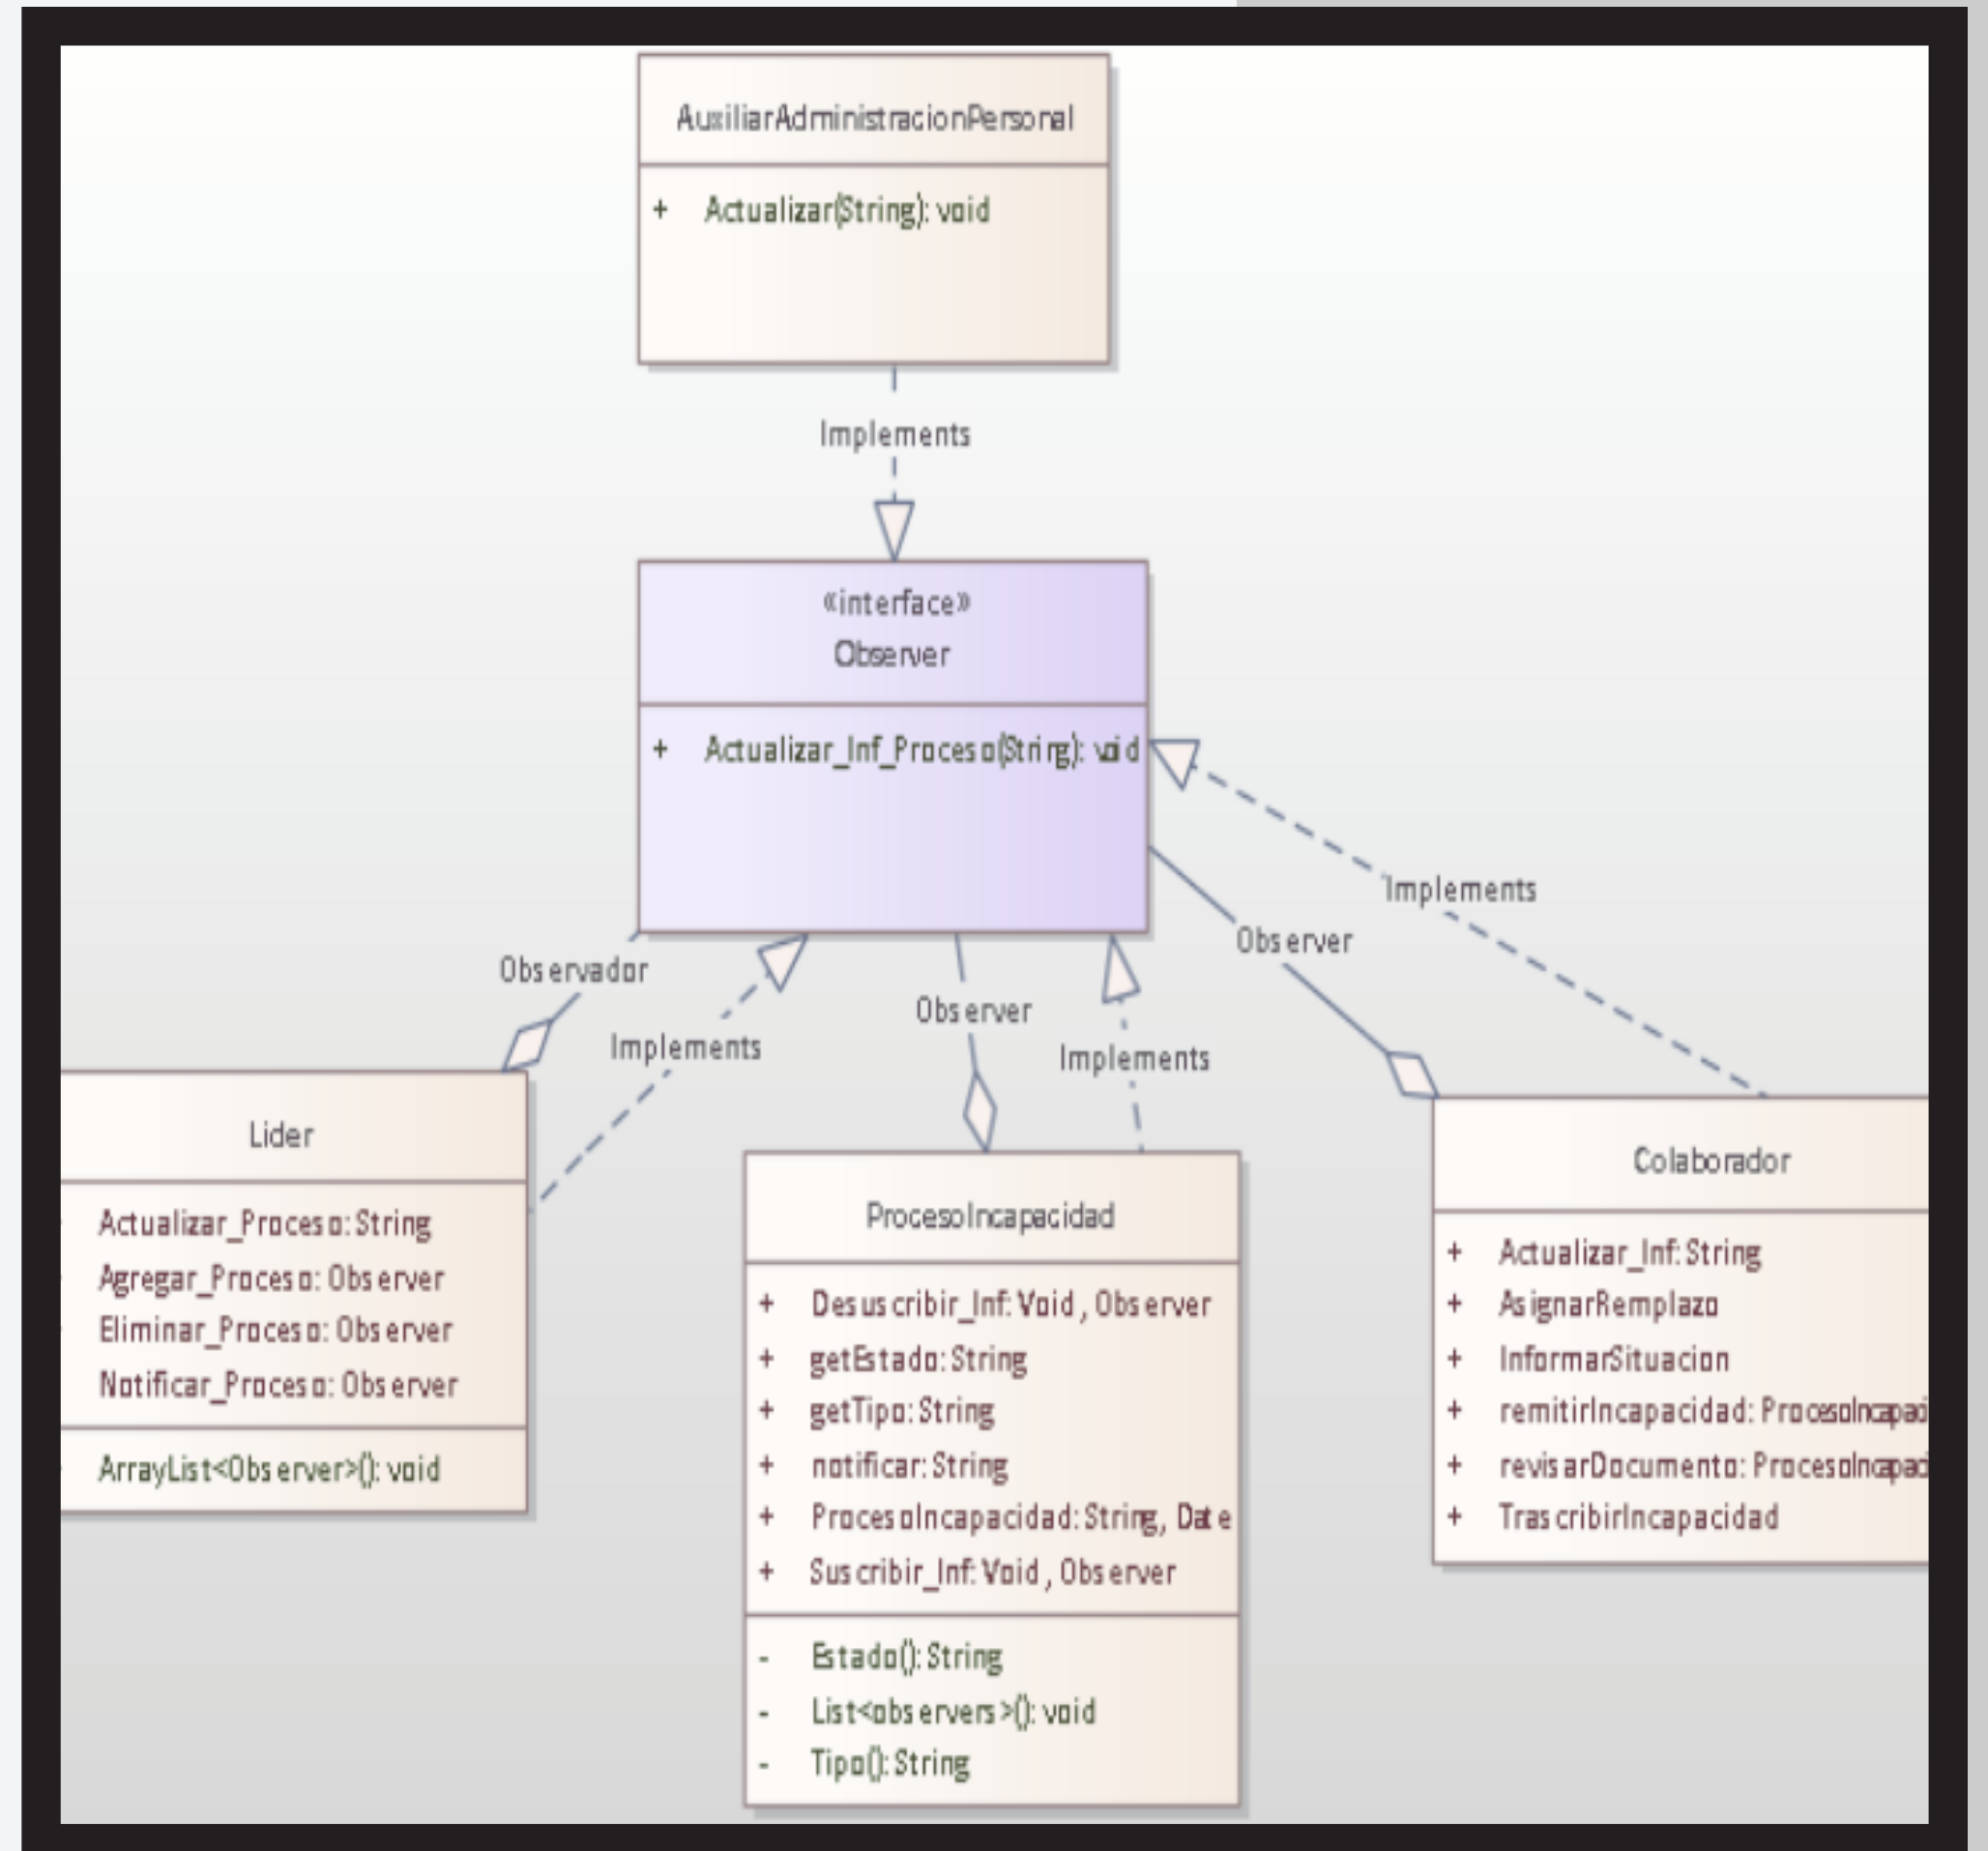 AuxiliarAdministracionPersonal
+ Actualizar(String): void
Implements
«interface»
Observer
+ Actualizar_Inf_Proceso(String): void
Implements
Observer
Observador
Observer
Implements
Implements
Lider
Actualizar_Proceso: String
Agregar_Proceso: Observer
Eliminar_Proceso: Observer
Notificar_Proceso: Observer
ArrayList<Observer>(): void
ProcesoIncapacidad
+ Desuscribir_Inf: Void, Observer
+ getEstado: String
+ getTipo: String
+ notificar: String
+ ProcesoIncapacidad: String, Date
+ Suscribir_Inf: Void, Observer
- Estado(): String
- List<observers>(): void
- Tipo(): String
Colaborador
+ Actualizar_Inf: String
+ AsignarRemplazo
+ InformarSituacion
+ remitirIncapacidad: ProcesoIncapaci
+ revisarDocumento: ProcesoIncapaci
+ TrascribirIncapacidad